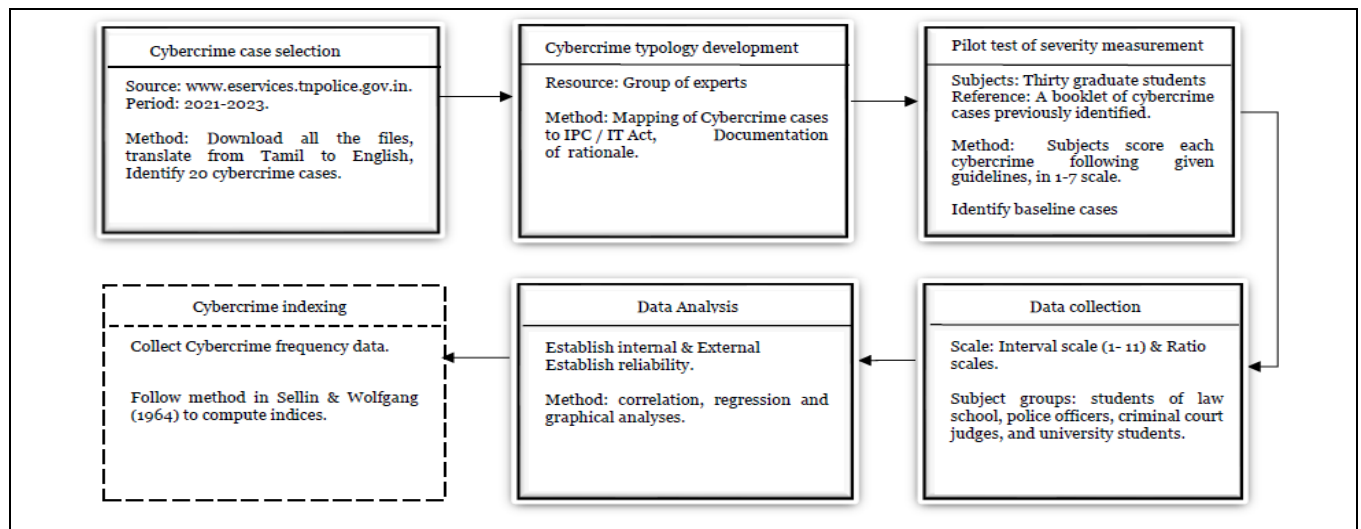 Cybercrime case selection
Source: www.eservices.tnpolice.gov.in.
Period: 2021-2023.
Method: Download all the files,
translate from Tamil to English,
Identify 20 cybercrime cases.
Cybercrime typology development
Resource: Group of experts
Method: Mapping of Cybercrime cases
to IPC / IT Act, Documentation
of rationale.
Pilot test of severity measurement
Subjects: Thirty graduate students
Reference: A booklet of cybercrime
cases previously identified.
Method: Subjects score each
cybercrime following given
guidelines, in 1-7 scale.
Identify baseline cases
Data collection
Scale: Interval scale (1- 11) & Ratio
scales.
Subject groups: students of law
school, police officers, criminal court
judges, and university students.
Data Analysis
Establish internal & External
Establish reliability.
Method: correlation, regression and
graphical analyses.
Cybercrime indexing
Collect Cybercrime frequency data.
Follow method in Sellin & Wolfgang
(1964) to compute indices.